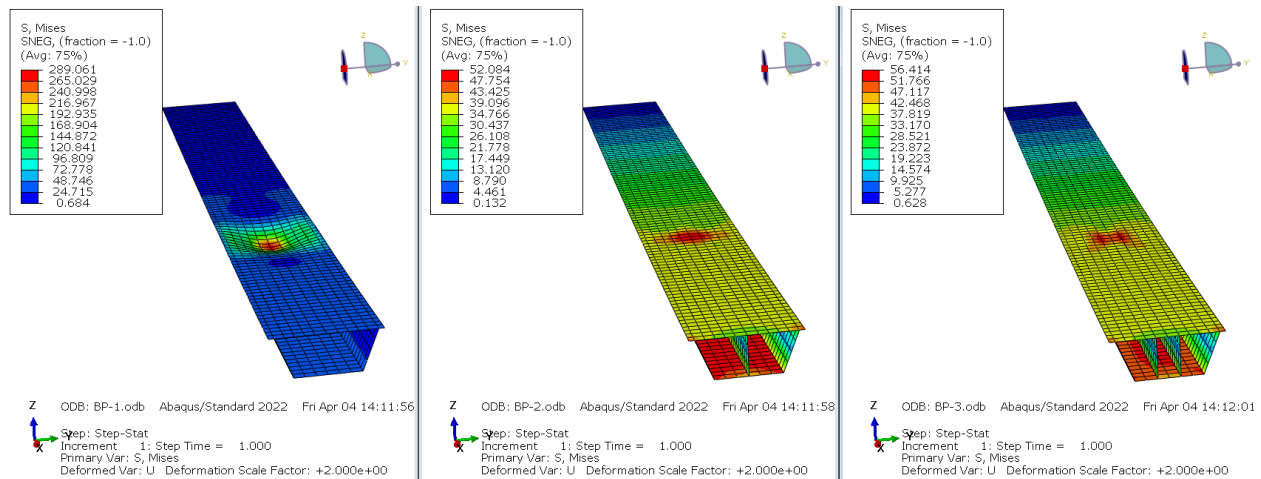 S, Mises
SNEG, (fraction = -1.0)
(Avg: 75%)
289.061
265.029
240.998
216.967
192.935
168.904
144.872
120.841
96.809
72.778
48.746
24.715
0.684
Z
Y
X
ODB: BP-1.odb Abaqus/Standard 2022 Fri Apr 04 14:11:56
Z
Y
X
Step: Step-Stat
Increment 1: Step Time = 1.000
Primary Var: S, Mises
Deformed Var: U Deformation Scale Factor: +2.000e+00
S, Mises
SNEG, (fraction = -1.0)
(Avg: 75%)
52.084
47.754
43.425
39.096
34.766
30.437
26.108
21.778
17.449
13.120
8.790
4.461
0.132
Z
Y
X
ODB: BP-2.odb Abaqus/Standard 2022 Fri Apr 04 14:11:58
Z
Y
X
Step: Step-Stat
Increment 1: Step Time = 1.000
Primary Var: S, Mises
Deformed Var: U Deformation Scale Factor: +2.000e+00
S, Mises
SNEG, (fraction = -1.0)
(Avg: 75%)
56.414
51.766
47.117
42.468
37.819
33.170
28.521
23.872
19.223
14.574
9.925
5.277
0.628
Z
Y
X
ODB: BP-3.odb Abaqus/Standard 2022 Fri Apr 04 14:12:01
Z
Y
X
Step: Step-Stat
Increment 1: Step Time = 1.000
Primary Var: S, Mises
Deformed Var: U Deformation Scale Factor: +2.000e+00